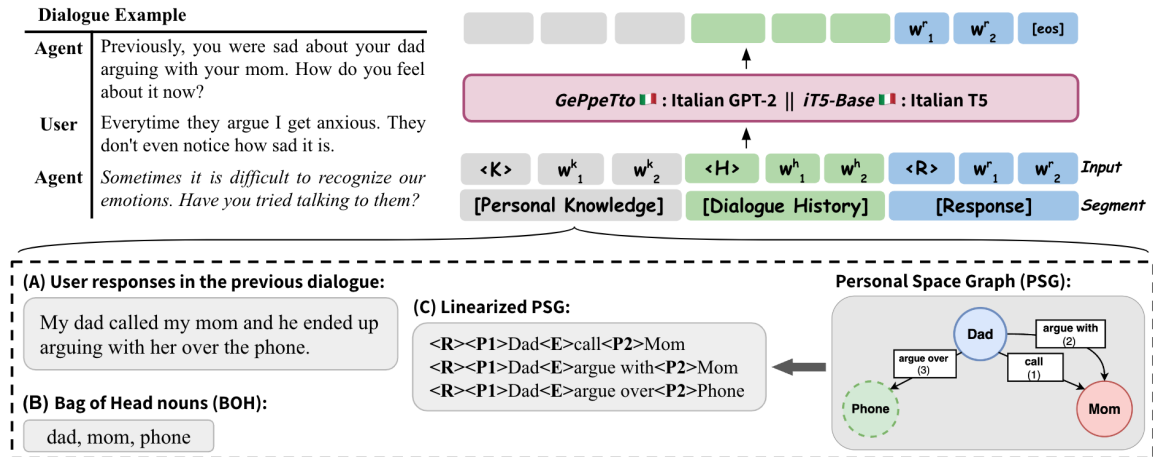 Dialogue Example
Agent
Previously, you were sad about your dad
arguing with your mom. How do you feel
about it now?
User
Everytime they argue I get anxious. They
don't even notice how sad it is.
Agent
Sometimes it is difficult to recognize our
emotions. Have you tried talking to them?
w^r_1 w^r_2 [eos]
GePpeTto : Italian GPT-2 || iT5-Base : Italian T5
<K> w^k_1 w^k_2 <H> w^h_1 w^h_2 <R> w^r_1 w^r_2 Input
[Personal Knowledge] [Dialogue History] [Response] Segment
(A) User responses in the previous dialogue:
My dad called my mom and he ended up
arguing with her over the phone.
(B) Bag of Head nouns (BOH):
dad, mom, phone
(C) Linearized PSG:
<R><P1>Dad<E>call<P2>Mom
<R><P1>Dad<E>argue with<P2>Mom
<R><P1>Dad<E>argue over<P2>Phone
Personal Space Graph (PSG):
Dad
argue with
(2)
argue over
(3)
call
(1)
Phone
Mom